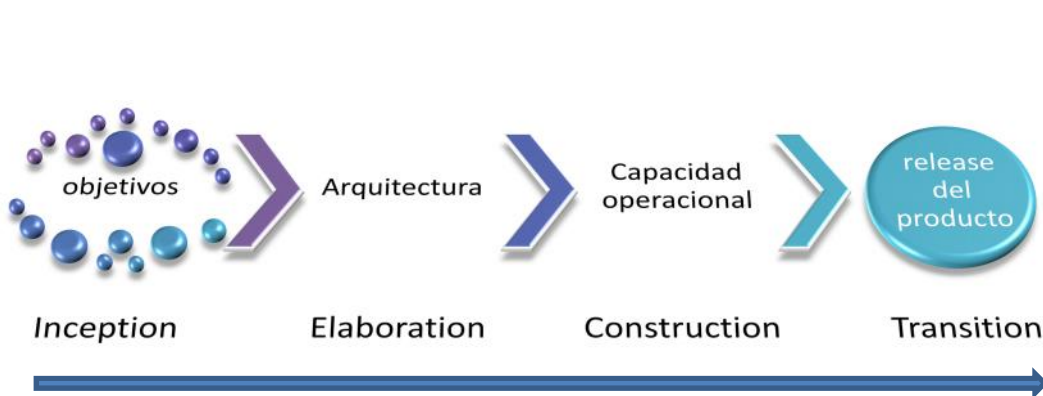 objetivos
Arquitectura
Capacidad
operacional
release
del
producto
Inception
Elaboration
Construction
Transition